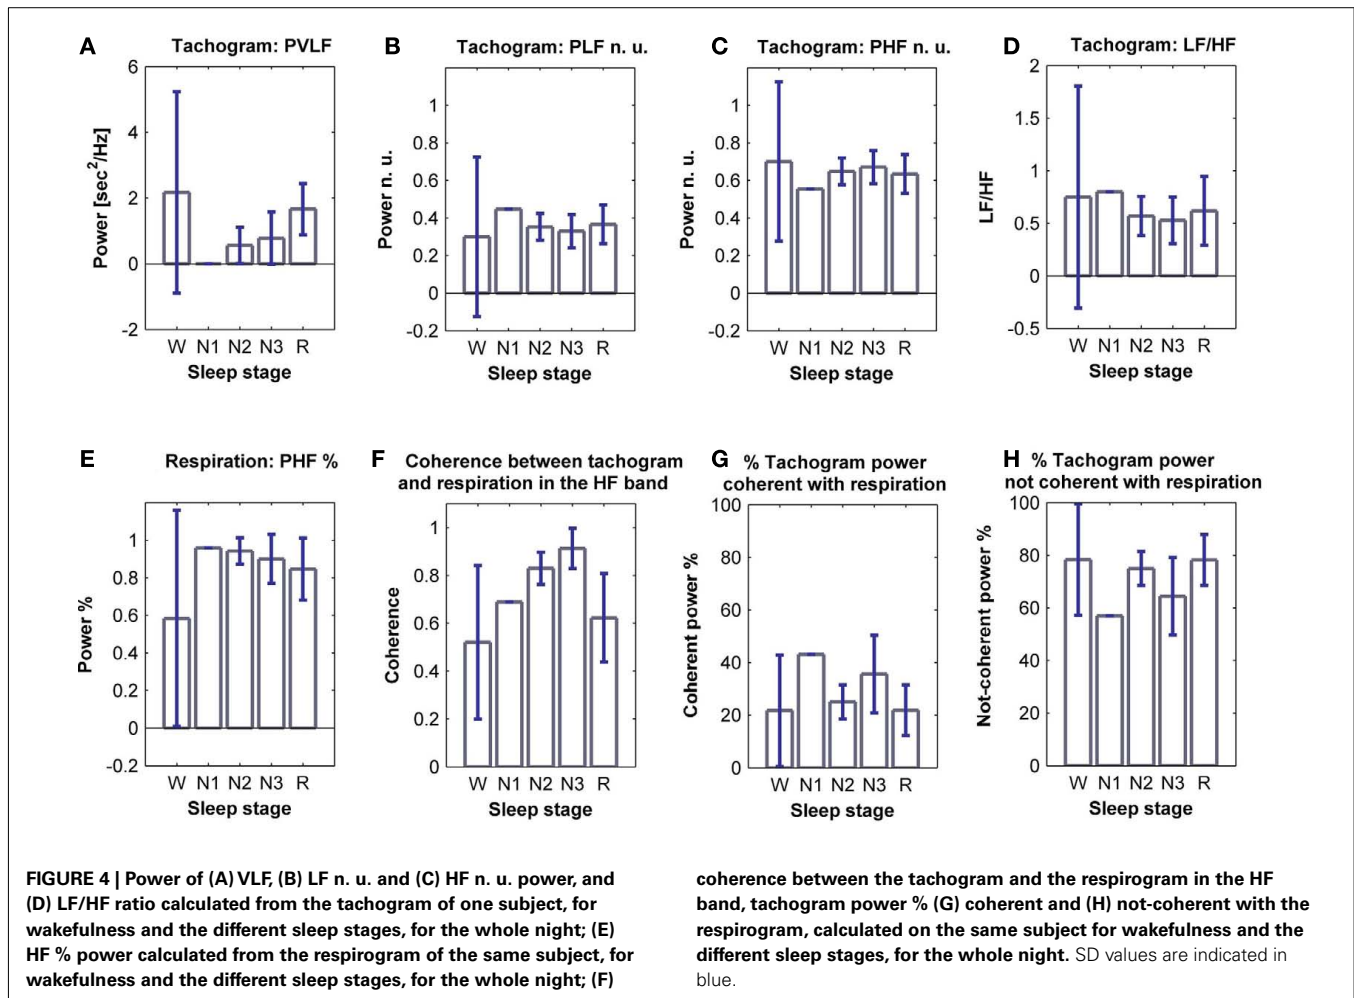 A
Tachogram: PVLF
6
4
2
0
-2
Power [sec²/Hz]
W N1 N2 N3 R
Sleep stage
B
Tachogram: PLF n. u.
1
0.8
0.6
0.4
0.2
0
-0.2
Power n. u.
W N1 N2 N3 R
Sleep stage
C
Tachogram: PHF n. u.
1
0.8
0.6
0.4
0.2
0
-0.2
Power n. u.
W N1 N2 N3 R
Sleep stage
D
Tachogram: LF/HF
2
1.5
1
0.5
0
-0.5
LF/HF
W N1 N2 N3 R
Sleep stage
E
Respiration: PHF %
1
0.8
0.6
0.4
0.2
0
-0.2
Power %
W N1 N2 N3 R
Sleep stage
F
Coherence between tachogram
and respiration in the HF band
1
0.8
0.6
0.4
0.2
0
Coherence
W N1 N2 N3 R
Sleep stage
G
% Tachogram power
coherent with respiration
100
80
60
40
20
0
Coherent power %
W N1 N2 N3 R
Sleep stage
H
% Tachogram power
not coherent with respiration
100
80
60
40
20
0
Not-coherent power %
W N1 N2 N3 R
Sleep stage
FIGURE 4 | Power of (A) VLF, (B) LF n. u. and (C) HF n. u. power, and
(D) LF/HF ratio calculated from the tachogram of one subject, for
wakefulness and the different sleep stages, for the whole night; (E)
HF % power calculated from the respirogram of the same subject, for
wakefulness and the different sleep stages, for the whole night; (F)
coherence between the tachogram and the respirogram in the HF
band, tachogram power % (G) coherent and (H) not-coherent with the
respirogram, calculated on the same subject for wakefulness and the
different sleep stages, for the whole night. SD values are indicated in
blue.